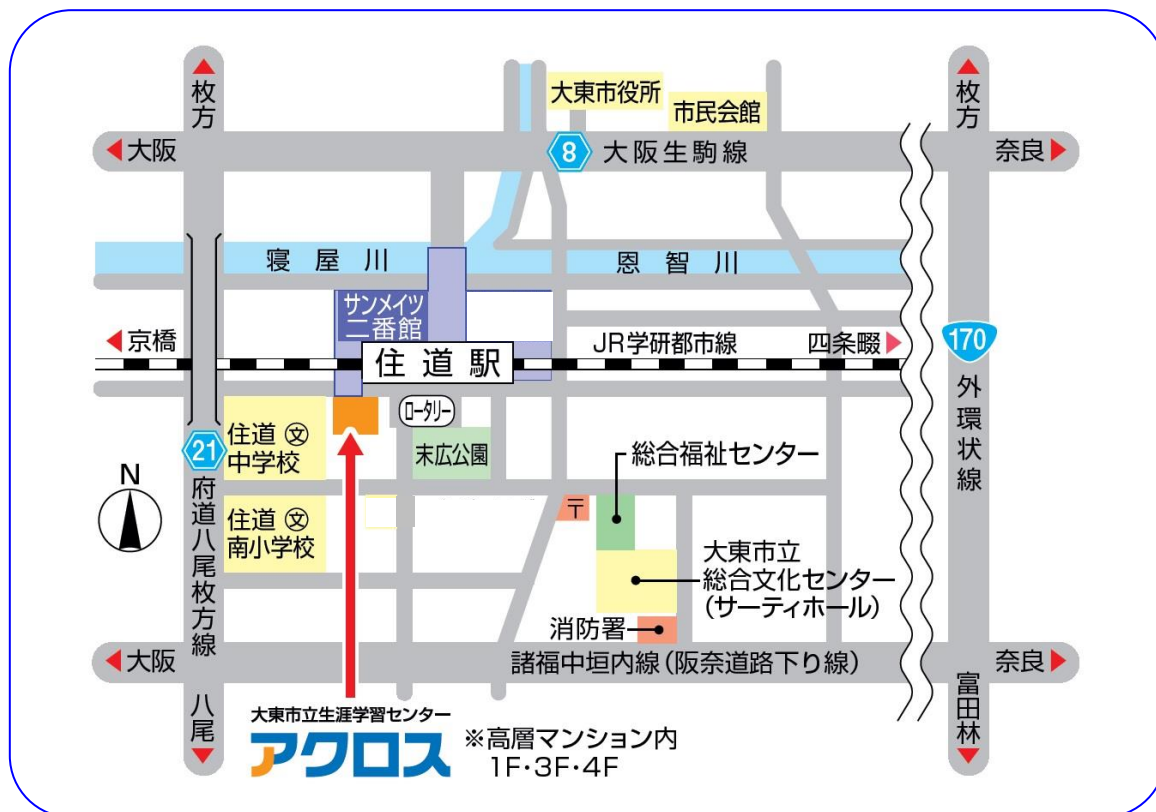 枚方
枚方
大東市役所
市民会館
大阪
8
大阪生駒線
奈良
寝屋川
恩智川
サンメイツ
二番館
京橋
JR学研都市線
四条畷
170
住道駅
外環状線
ロータリー
住道 文
中学校
21
末広公園
総合福祉センター
N
府道八尾枚方線
〒
住道 文
南小学校
大東市立
総合文化センター
(サーティホール)
消防署
大阪
諸福中垣内線(阪奈道路下り線)
奈良
八尾
富田林
大東市立生涯学習センター
アクロス
※高層マンション内
1F・3F・4F